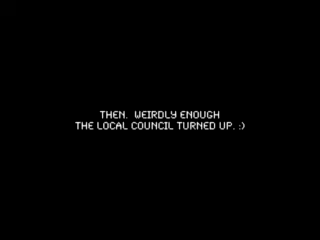 THEN. WEIRDLY ENOUGH
THE LOCAL COUNCIL TURNED UP. :)